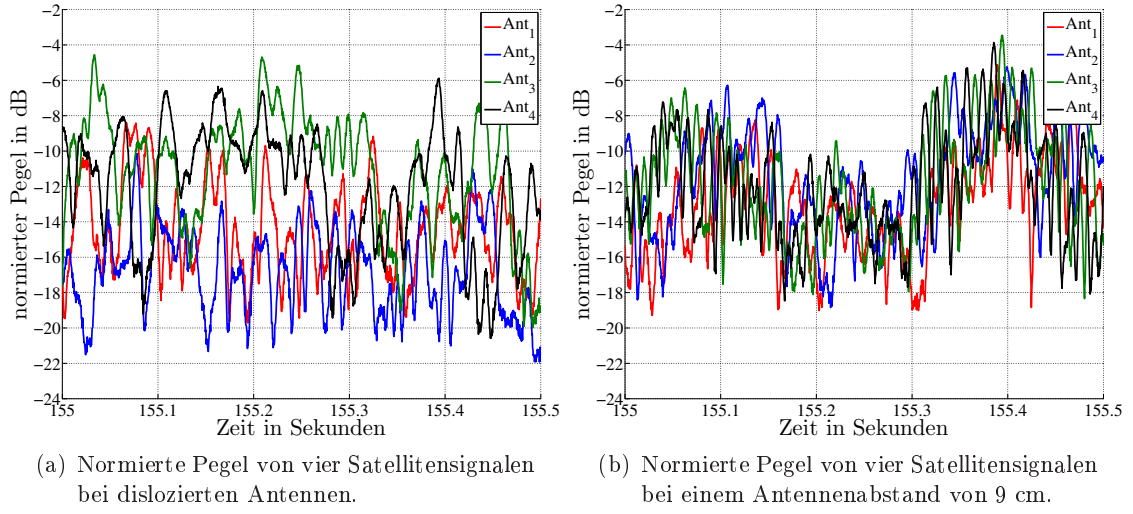 normierter Pegel in dB
−2
−4
−6
−8
−10
−12
−14
−16
−18
−20
−22
−24
155
155.1
155.2
155.3
155.4
155.5
Zeit in Sekunden
Ant1
Ant2
Ant3
Ant4
(a) Normierte Pegel von vier Satellitensignalen
bei dislozierten Antennen.
normierter Pegel in dB
−2
−4
−6
−8
−10
−12
−14
−16
−18
−20
−22
−24
155
155.1
155.2
155.3
155.4
155.5
Zeit in Sekunden
Ant1
Ant2
Ant3
Ant4
(b) Normierte Pegel von vier Satellitensignalen
bei einem Antennenabstand von 9 cm.